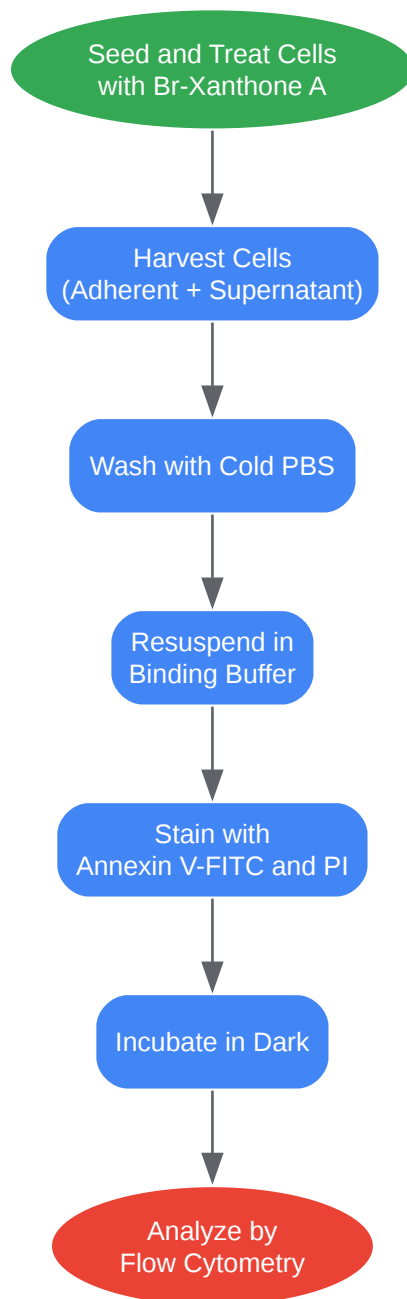 Seed and Treat Cells
with Br-Xanthone A
Harvest Cells
(Adherent + Supernatant)
Wash with Cold PBS
Resuspend in
Binding Buffer
Stain with
Annexin V-FITC and PI
Incubate in Dark
Analyze by
Flow Cytometry